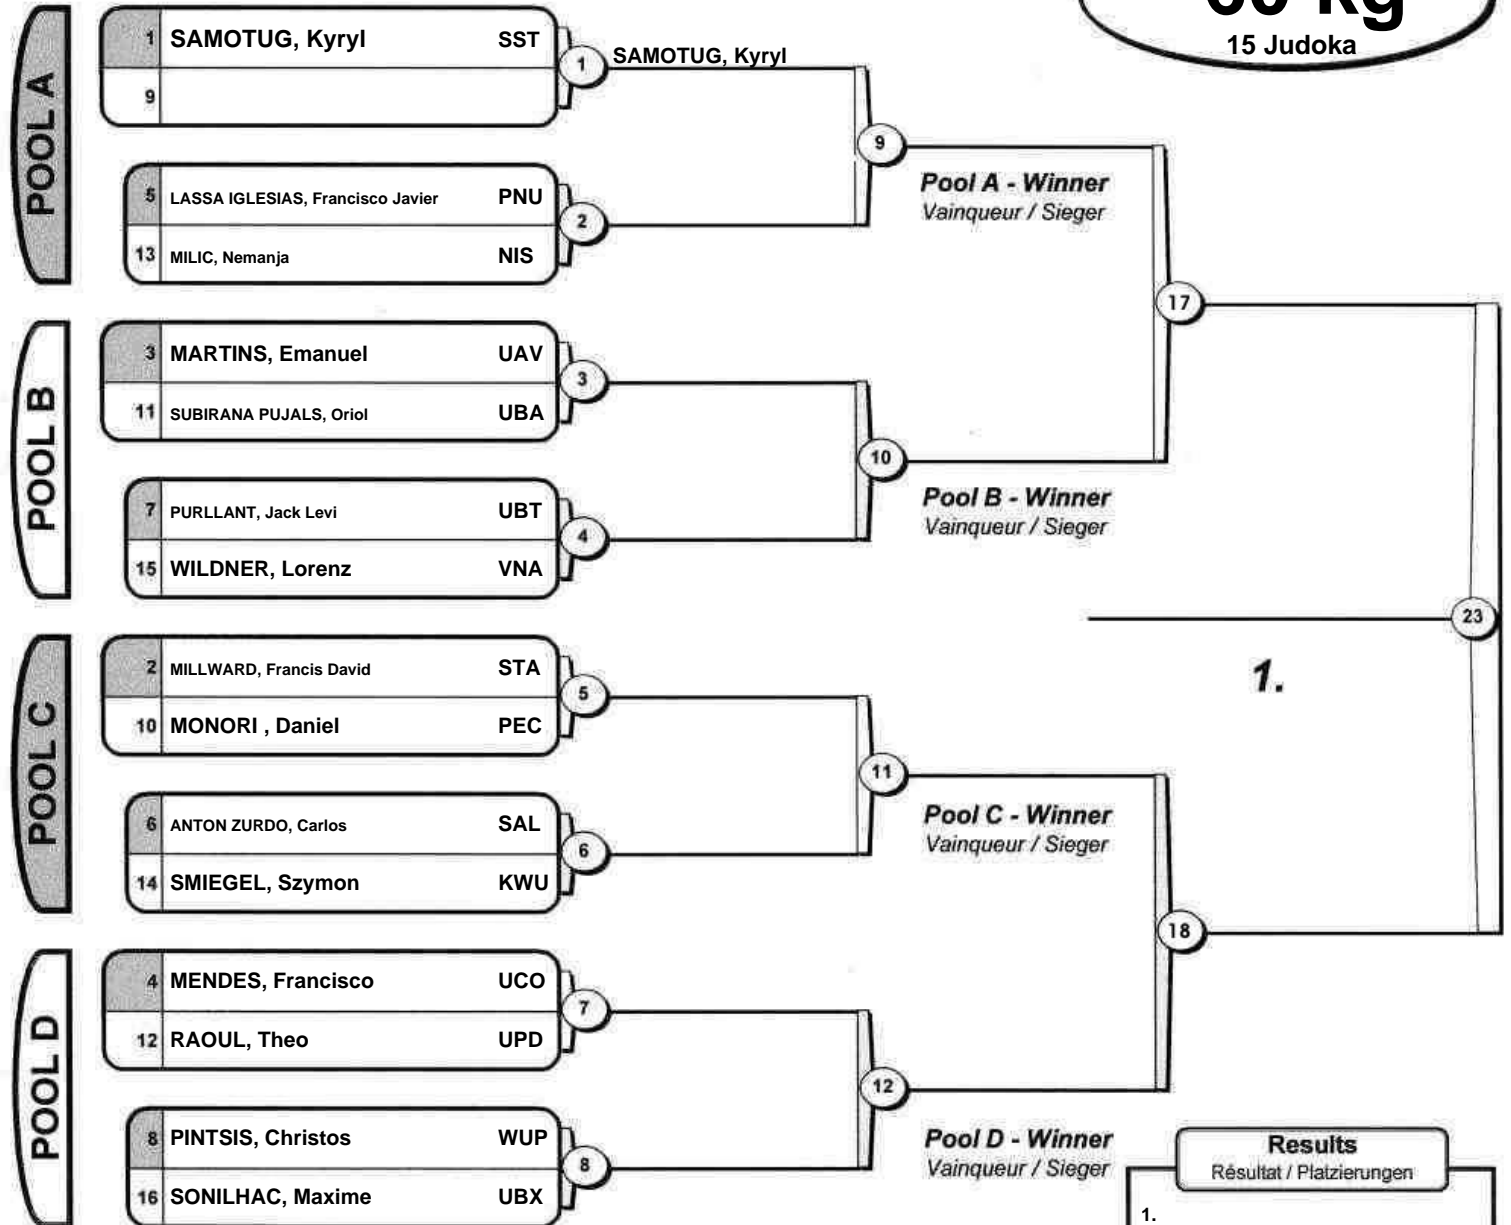 60 kg
15 Judoka
POOL A
1 SAMOTUG, Kyryl SST
9
1
SAMOTUG, Kyryl
5 LASSA IGLESIAS, Francisco Javier PNU
13 MILIC, Nemanja NIS
2
9
Pool A - Winner
Vainqueur / Sieger
POOL B
3 MARTINS, Emanuel UAV
11 SUBIRANA PUJALS, Oriol UBA
3
7 PURLLANT, Jack Levi UBT
15 WILDNER, Lorenz VNA
4
10
Pool B - Winner
Vainqueur / Sieger
17
POOL C
2 MILLWARD, Francis David STA
10 MONORI , Daniel PEC
5
6 ANTON ZURDO, Carlos SAL
14 SMIEGEL, Szymon KWU
6
11
Pool C - Winner
Vainqueur / Sieger
23
1.
POOL D
4 MENDES, Francisco UCO
12 RAOUL, Theo UPD
7
8 PINTSIS, Christos WUP
16 SONILHAC, Maxime UBX
8
12
Pool D - Winner
Vainqueur / Sieger
18
Results
Résultat / Platzierungen
1.